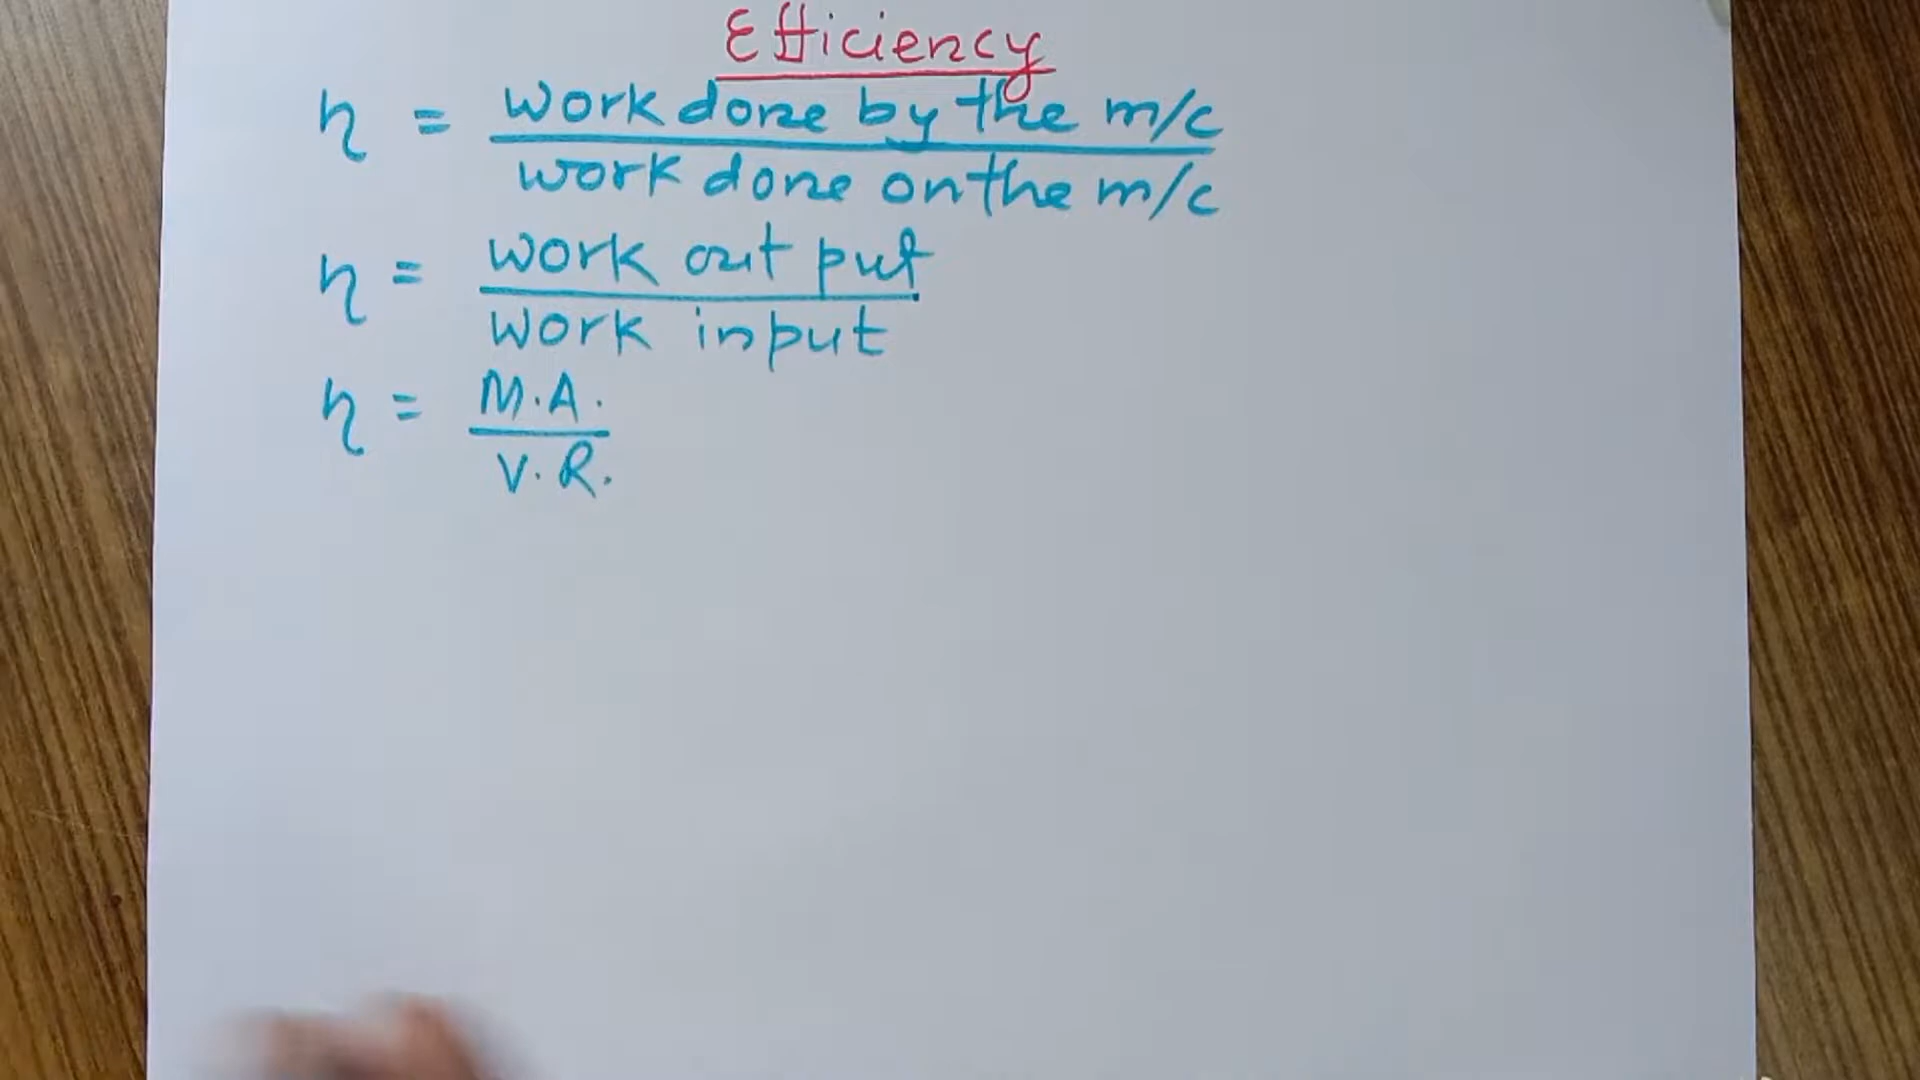 Efficiency
η = work done by the m/c / work done on the m/c
η = work out put / work input
η = M.A. / V.R.